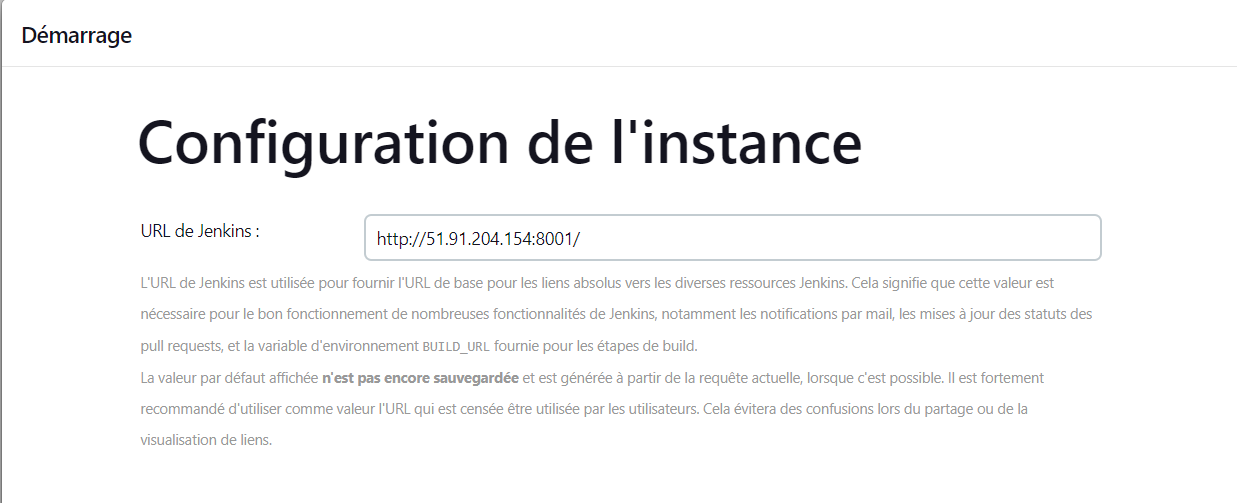 Démarrage
Configuration de l'instance
URL de Jenkins :
http://51.91.204.154:8001/
L'URL de Jenkins est utilisée pour fournir l'URL de base pour les liens absolus vers les diverses ressources Jenkins. Cela signifie que cette valeur est
nécessaire pour le bon fonctionnement de nombreuses fonctionnalités de Jenkins, notamment les notifications par mail, les mises à jour des statuts des
pull requests, et la variable d'environnement BUILD_URL fournie pour les étapes de build.
La valeur par défaut affichée n'est pas encore sauvegardée et est générée à partir de la requête actuelle, lorsque c'est possible. Il est fortement
recommandé d'utiliser comme valeur l'URL qui est censée être utilisée par les utilisateurs. Cela évitera des confusions lors du partage ou de la
visualisation de liens.